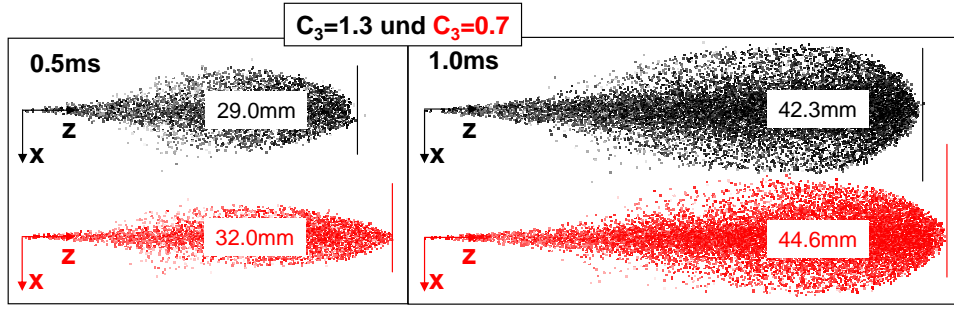 C₃=1.3 und C₃=0.7
0.5ms
29.0mm
z
x
32.0mm
z
x
1.0ms
42.3mm
z
x
44.6mm
z
x